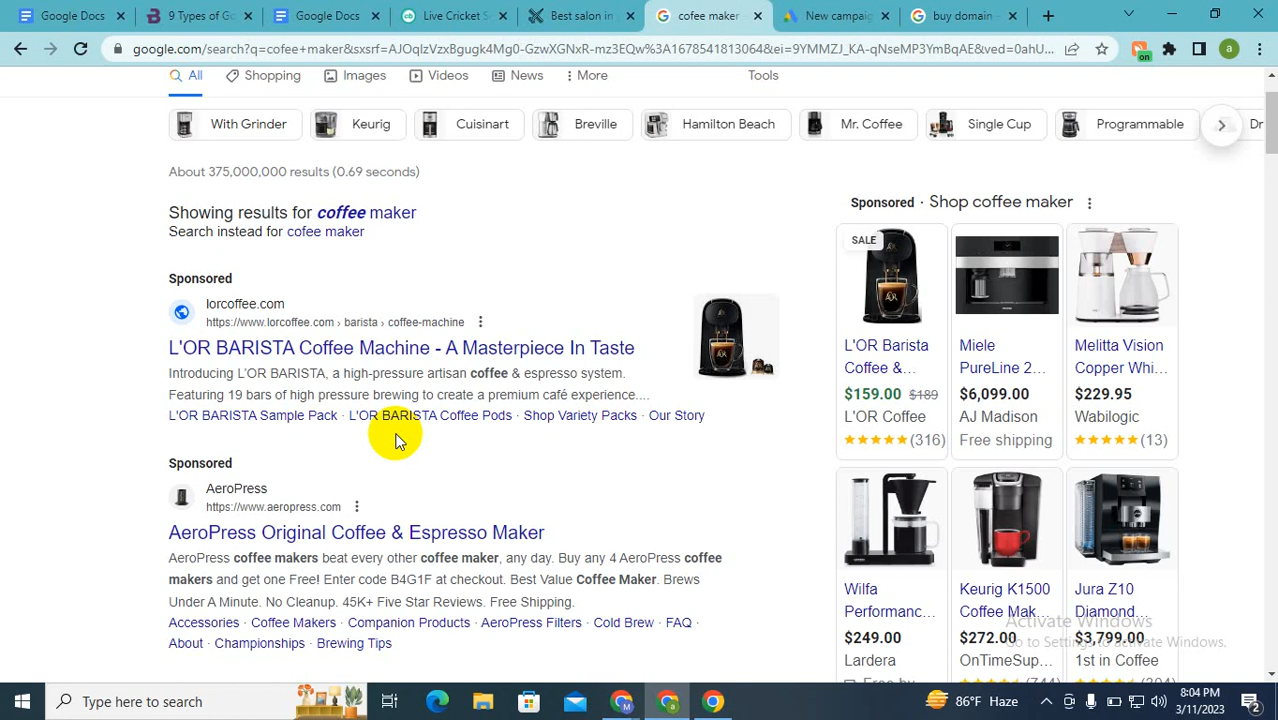 Google Docs
9 Types of Go
Google Docs
Live Cricket S
Best salon in
cofee maker -
New campaig
buy domain -
google.com/search?q=cofee+maker&sxsrf=AJOqlzVzxBgugk4Mg0-GzwXGNxR-mz3EQw%3A1678541813064&ei=9YMMZJ_KA-qNseMP3YmBqAE&ved=0ahU...
a
on
All
Shopping
Images
Videos
News
More
Tools
With Grinder
Keurig
Cuisinart
Breville
Hamilton Beach
Mr. Coffee
Single Cup
Programmable
Dr
About 375,000,000 results (0.69 seconds)
Showing results for coffee maker
Search instead for cofee maker
Sponsored
lorcoffee.com
https://www.lorcoffee.com › barista › coffee-machine
L'OR BARISTA Coffee Machine - A Masterpiece In Taste
Introducing L'OR BARISTA, a high-pressure artisan coffee & espresso system.
Featuring 19 bars of high pressure brewing to create a premium café experience....
L'OR BARISTA Sample Pack · L'OR BARISTA Coffee Pods · Shop Variety Packs · Our Story
Sponsored
AeroPress
https://www.aeropress.com
AeroPress Original Coffee & Espresso Maker
AeroPress coffee makers beat every other coffee maker, any day. Buy any 4 AeroPress coffee
makers and get one Free! Enter code B4G1F at checkout. Best Value Coffee Maker. Brews
Under A Minute. No Cleanup. 45K+ Five Star Reviews. Free Shipping.
Accessories · Coffee Makers · Companion Products · AeroPress Filters · Cold Brew · FAQ ·
About · Championships · Brewing Tips
Sponsored · Shop coffee maker
SALE
L'OR Barista
Coffee &...
$159.00 $189
L'OR Coffee
(316)
Miele
PureLine 2...
$6,099.00
AJ Madison
Free shipping
Melitta Vision
Copper Whi...
$229.95
Wabilogic
(13)
Wilfa
Performanc...
$249.00
Lardera
Free by
Keurig K1500
Coffee Mak...
$272.00
OnTimeSup...
(744)
Jura Z10
Diamond...
$3,799.00
1st in Coffee
(304)
Activate Windows
Go to Settings to activate Windows.
Type here to search
86°F Haze
8:04 PM
3/11/2023
2